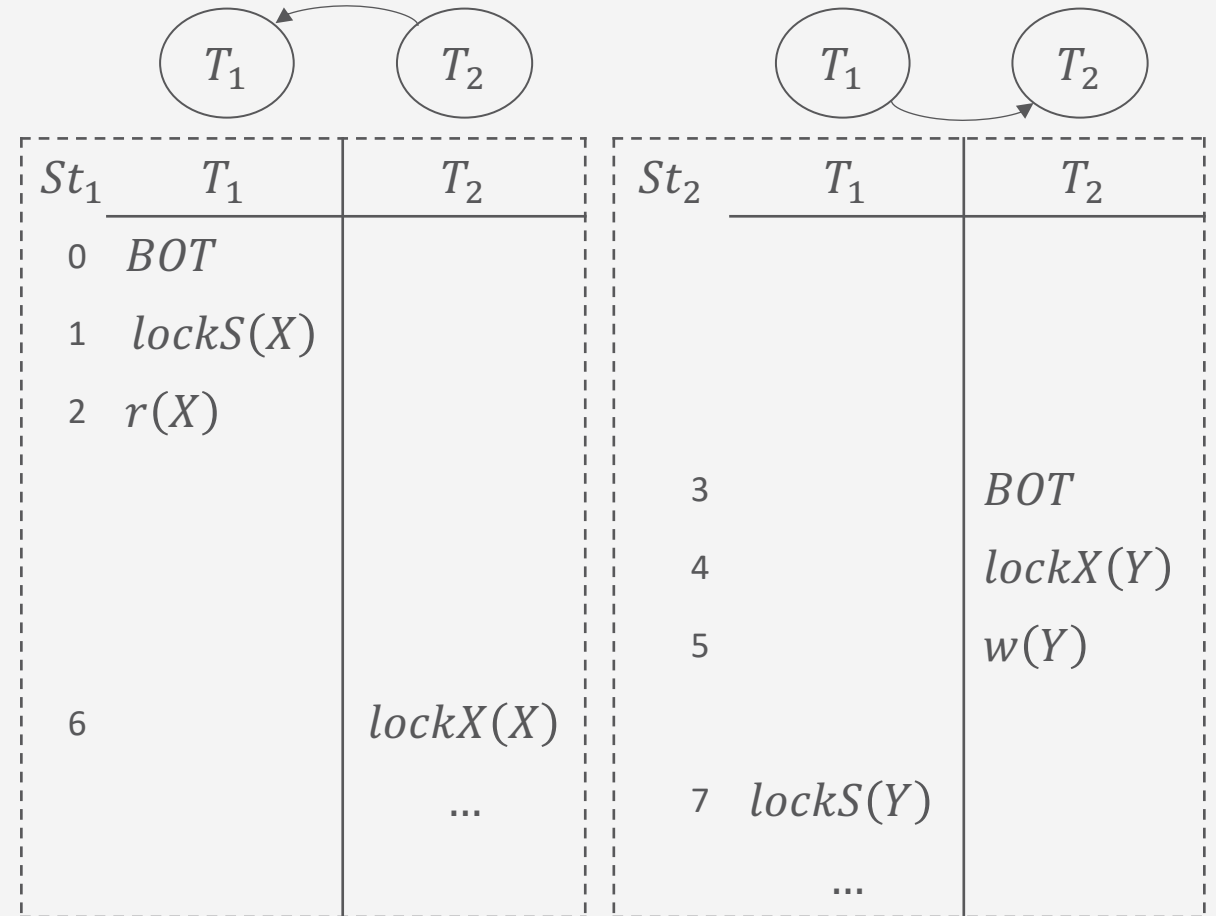 T₁ T₂ T₁ T₂
St₁ T₁ T₂ St₂ T₁ T₂
0 BOT
1 lockS(X)
2 r(X)
3 BOT
4 lockX(Y)
5 w(Y)
6 lockX(X)
... 7 lockS(Y)
...